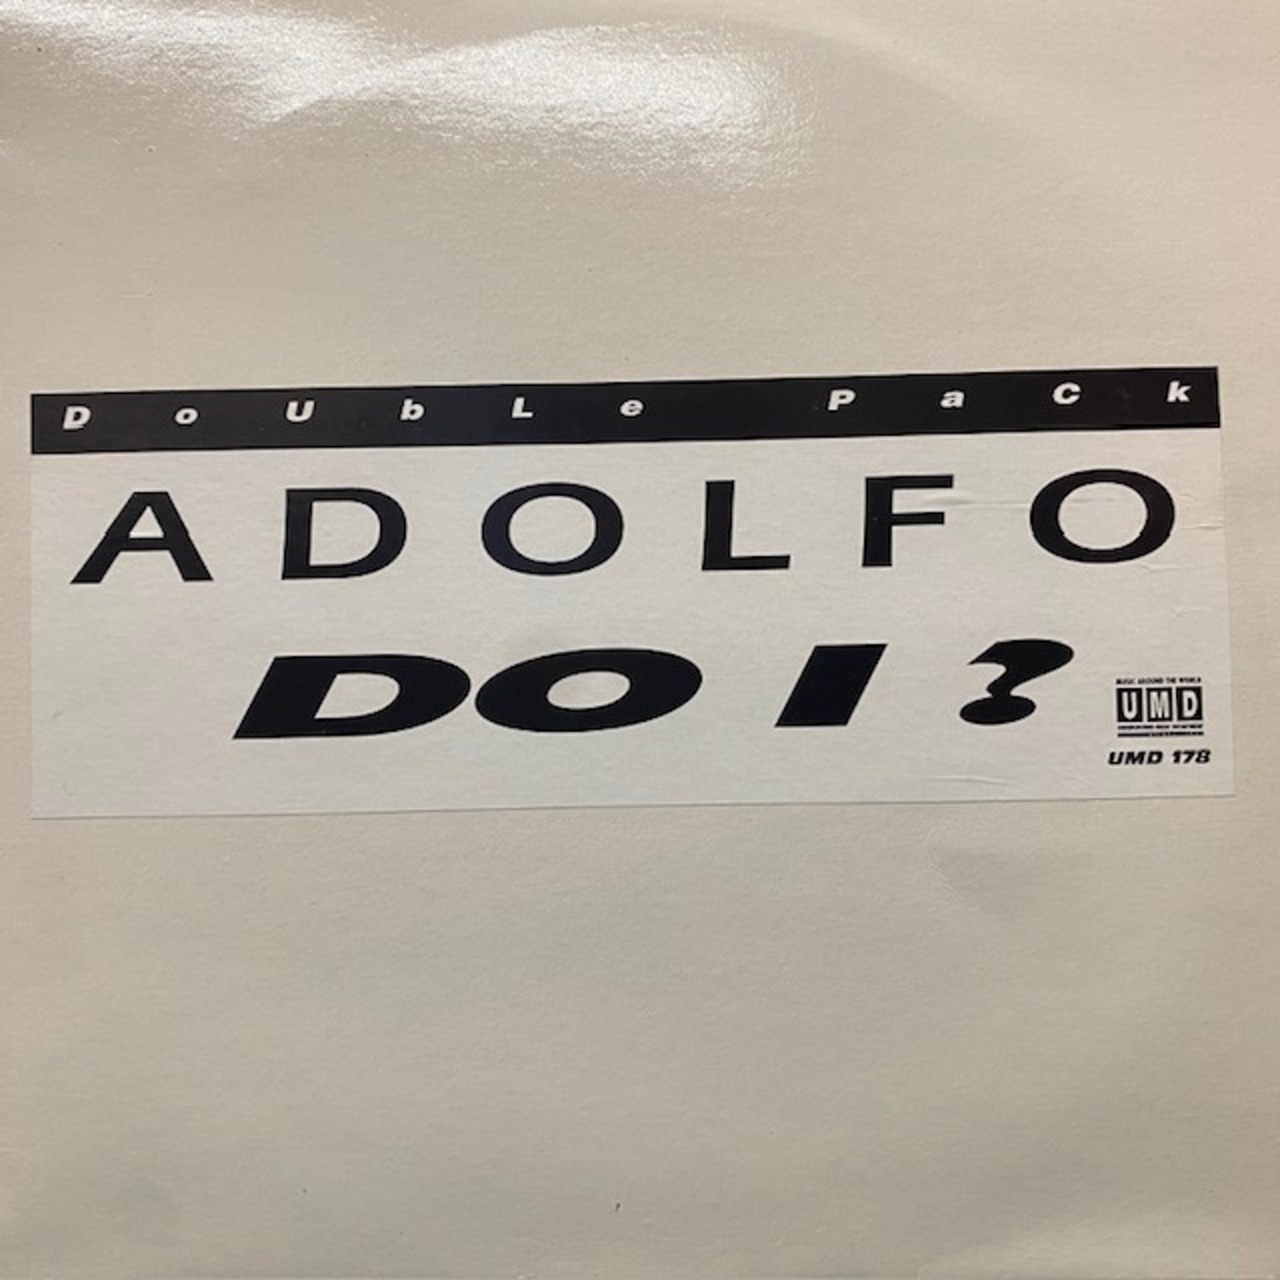 DoUbLe PaCk
ADOLFO
DO I ?
MUSIC AROUND THE WORLD
UMD
UMD 178